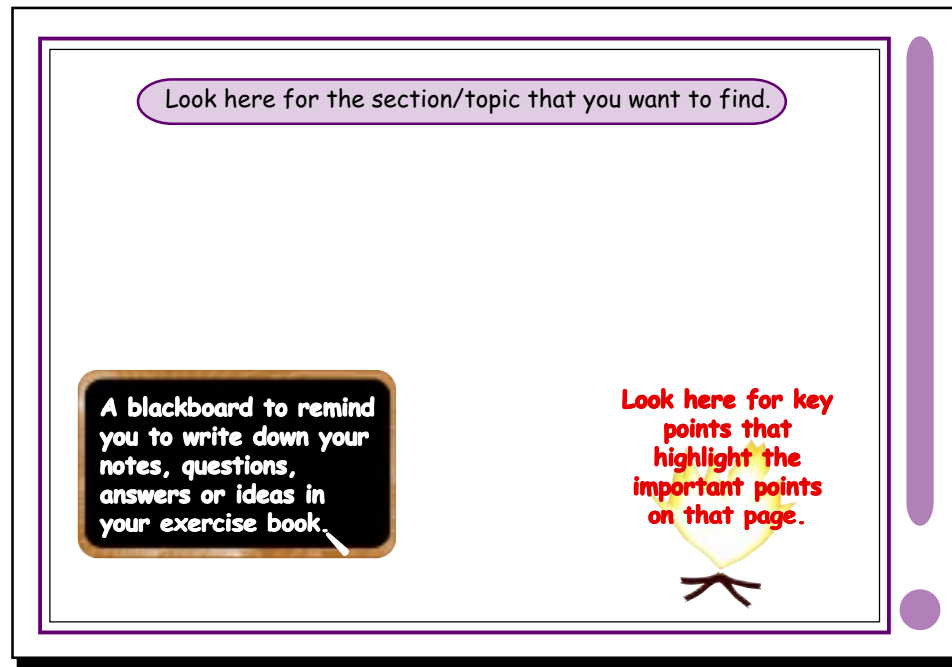 Look here for the section/topic that you want to find.
A blackboard to remind
you to write down your
notes, questions,
answers or ideas in
your exercise book.
Look here for key
points that
highlight the
important points
on that page.